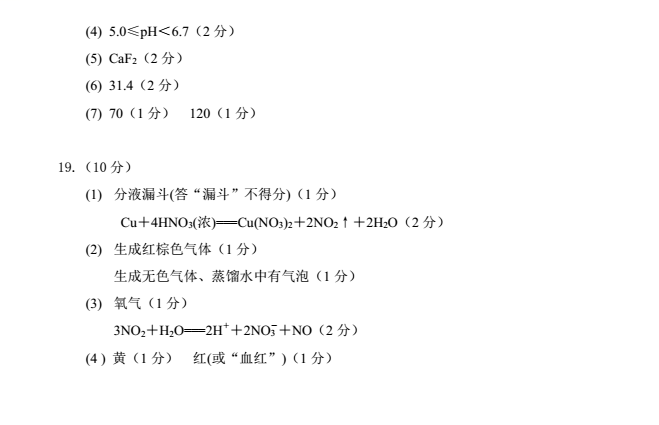 (4) 5.0≤pH＜6.7（2 分）
(5) CaF₂（2 分）
(6) 31.4（2 分）
(7) 70（1 分） 120（1 分）
19.（10 分）
(1) 分液漏斗(答“漏斗”不得分)（1 分）
Cu＋4HNO₃(浓)══Cu(NO₃)₂＋2NO₂↑＋2H₂O（2 分）
(2) 生成红棕色气体（1 分）
生成无色气体、蒸馏水中有气泡（1 分）
(3) 氧气（1 分）
3NO₂＋H₂O══2H⁺＋2NO₃⁻＋NO（2 分）
(4 ) 黄（1 分） 红(或“血红”)（1 分）